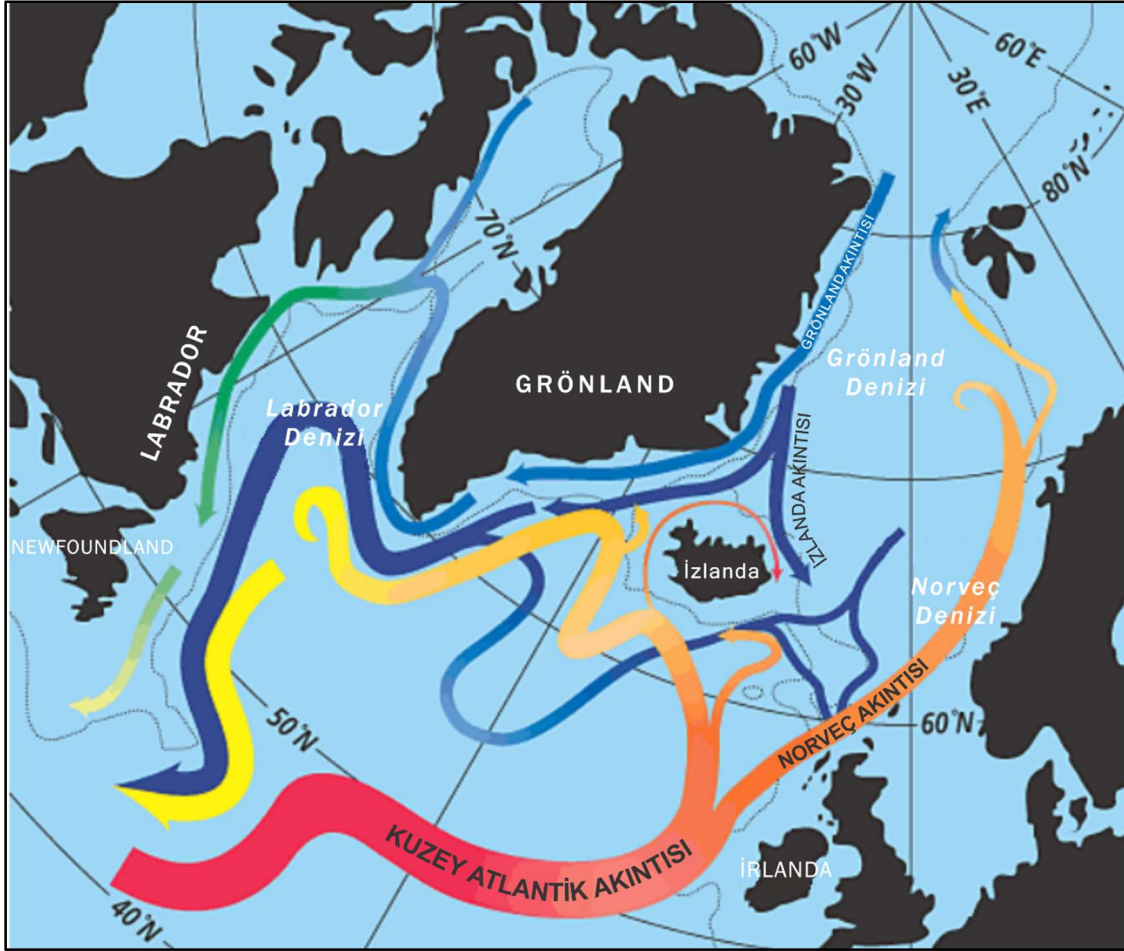 60°W
30°W
60°E
30°E
80°N
70°N
GRÖNLAND AKINTISI
LABRADOR
GRÖNLAND
Grönland
Denizi
Labrador
Denizi
İZLANDA AKINTISI
NEWFOUNDLAND
İzlanda
Norveç
Denizi
50°N
60°N
NORVEÇ AKINTISI
KUZEY ATLANTİK AKINTISI
İRLANDA
40°N